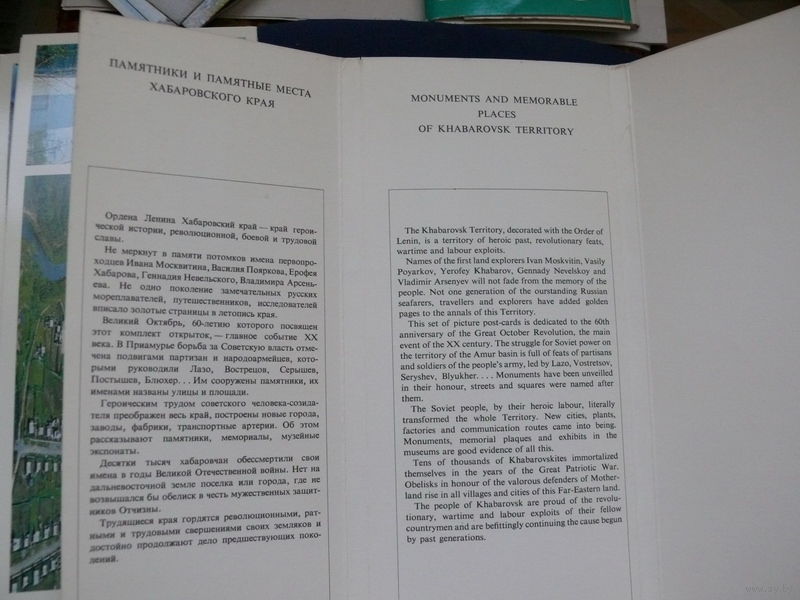 ПАМЯТНИКИ И ПАМЯТНЫЕ МЕСТА
ХАБАРОВСКОГО КРАЯ
Ордена Ленина Хабаровский край — край герои-
ческой истории, революционной, боевой и трудовой
славы.
Не меркнут в памяти потомков имена первопро-
ходцев Ивана Москвитина, Василия Пояркова, Ерофея
Хабарова, Геннадия Невельского, Владимира Арсень-
ева. Не одно поколение замечательных русских
мореплавателей, путешественников, исследователей
вписало золотые страницы в летопись края.
Великий Октябрь, 60-летию которого посвящен
этот комплект открыток, — главное событие XX
века. В Приамурье борьба за Советскую власть отме-
чена подвигами партизан и народоармейцев, кото-
рыми руководили Лазо, Вострецов, Серышев,
Постышев, Блюхер. . . Им сооружены памятники, их
именами названы улицы и площади.
Героическим трудом советского человека-созида-
теля преображен весь край, построены новые города,
заводы, фабрики, транспортные артерии. Об этом
рассказывают памятники, мемориалы, музейные
экспонаты.
Десятки тысяч хабаровчан обессмертили свои
имена в годы Великой Отечественной войны. Нет на
дальневосточной земле поселка или города, где не
возвышался бы обелиск в честь мужественных защит-
ников Отчизны.
Трудящиеся края гордятся революционными, рат-
ными и трудовыми свершениями своих земляков и
достойно продолжают дело предшествующих поко-
лений.
MONUMENTS AND MEMORABLE
PLACES
OF KHABAROVSK TERRITORY
The Khabarovsk Territory, decorated with the Order of
Lenin, is a territory of heroic past, revolutionary feats,
wartime and labour exploits.
Names of the first land explorers Ivan Moskvitin, Vasily
Poyarkov, Yerofey Khabarov, Gennady Nevelskoy and
Vladimir Arsenyev will not fade from the memory of the
people. Not one generation of the ourstanding Russian
seafarers, travellers and explorers have added golden
pages to the annals of this Territory.
This set of picture post-cards is dedicated to the 60th
anniversary of the Great October Revolution, the main
event of the XX century. The struggle for Soviet power on
the territory of the Amur basin is full of feats of partisans
and soldiers of the people's army, led by Lazo, Vostretsov,
Seryshev, Blyukher. . . . Monuments have been unveiled
in their honour, streets and squares were named after
them.
The Soviet people, by their heroic labour, literally
transformed the whole Territory. New cities, plants,
factories and communication routes came into being.
Monuments, memorial plaques and exhibits in the
museums are good evidence of all this.
Tens of thousands of Khabarovskites immortalized
themselves in the years of the Great Patriotic War.
Obelisks in honour of the valorous defenders of Mother-
land rise in all villages and cities of this Far-Eastern land.
The people of Khabarovsk are proud of the revolu-
tionary, wartime and labour exploits of their fellow
countrymen and are befittingly continuing the cause begun
by past generations.